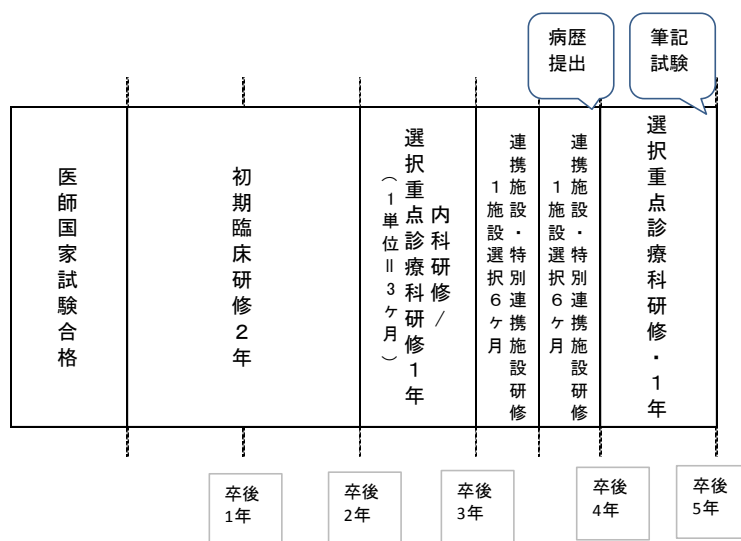 病歴
提出
筆記
試験
医師国家試験合格
初期臨床研修2年
内科研修/
選択重点診療科研修1年
（1単位＝3ヶ月）
連携施設・特別連携施設研修
1施設選択6ヶ月
連携施設・特別連携施設研修
1施設選択6ヶ月
選択重点診療科研修・1年
卒後
1年
卒後
2年
卒後
3年
卒後
4年
卒後
5年